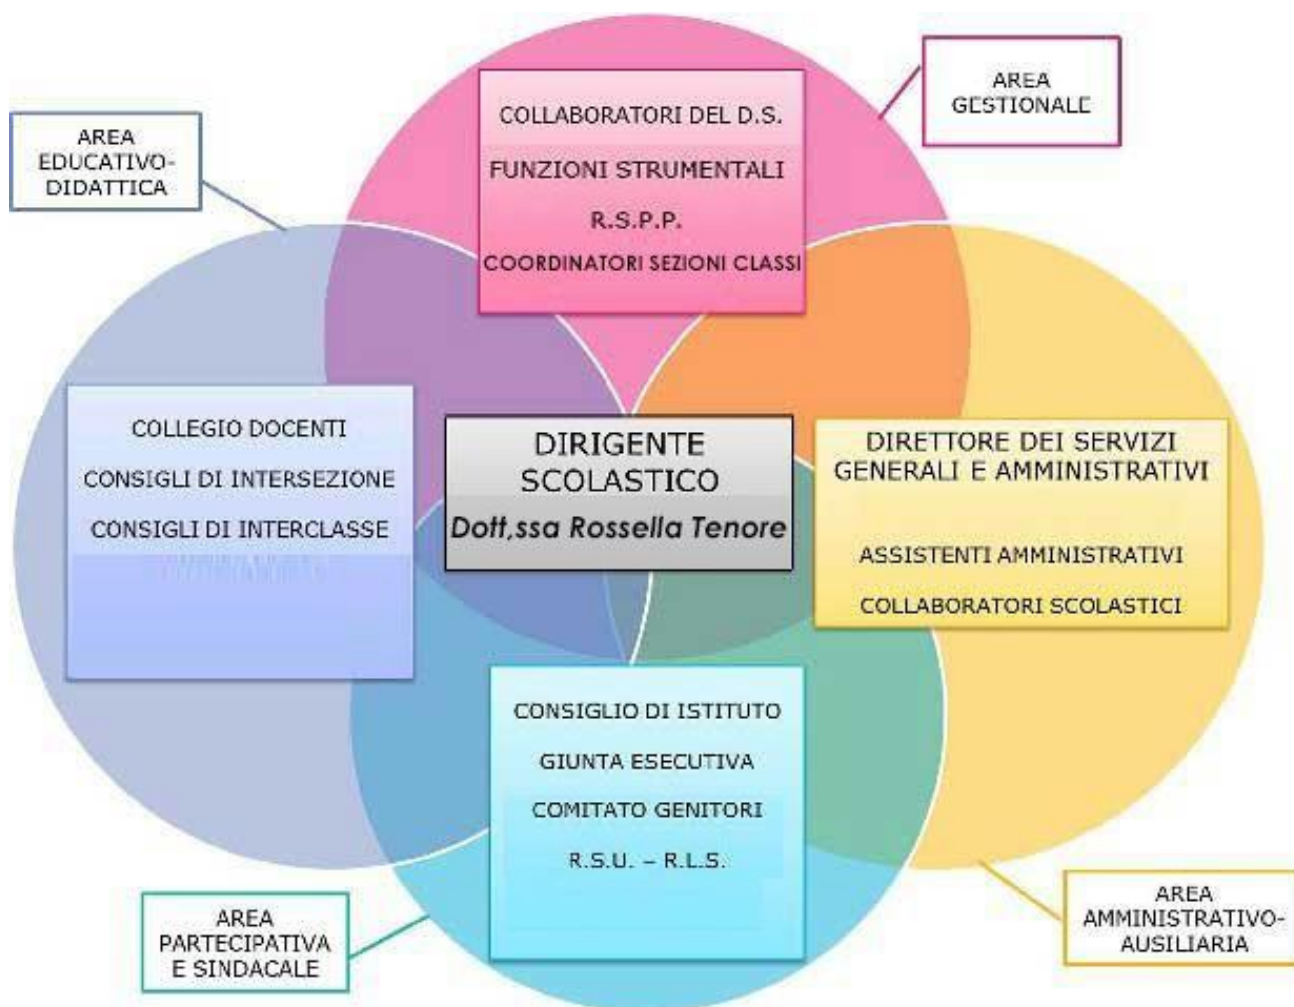 AREA
GESTIONALE
COLLABORATORI DEL D.S.
FUNZIONI STRUMENTALI
R.S.P.P.
COORDINATORI SEZIONI CLASSI
AREA
EDUCATIVO-
DIDATTICA
COLLEGIO DOCENTI
CONSIGLI DI INTERSEZIONE
CONSIGLI DI INTERCLASSE
DIRIGENTE
SCOLASTICO
Dott,ssa Rossella Tenore
DIRETTORE DEI SERVIZI
GENERALI E AMMINISTRATIVI
ASSISTENTI AMMINISTRATIVI
COLLABORATORI SCOLASTICI
CONSIGLIO DI ISTITUTO
GIUNTA ESECUTIVA
COMITATO GENITORI
R.S.U. – R.L.S.
AREA
PARTECIPATIVA
E SINDACALE
AREA
AMMINISTRATIVO-
AUSILIARIA